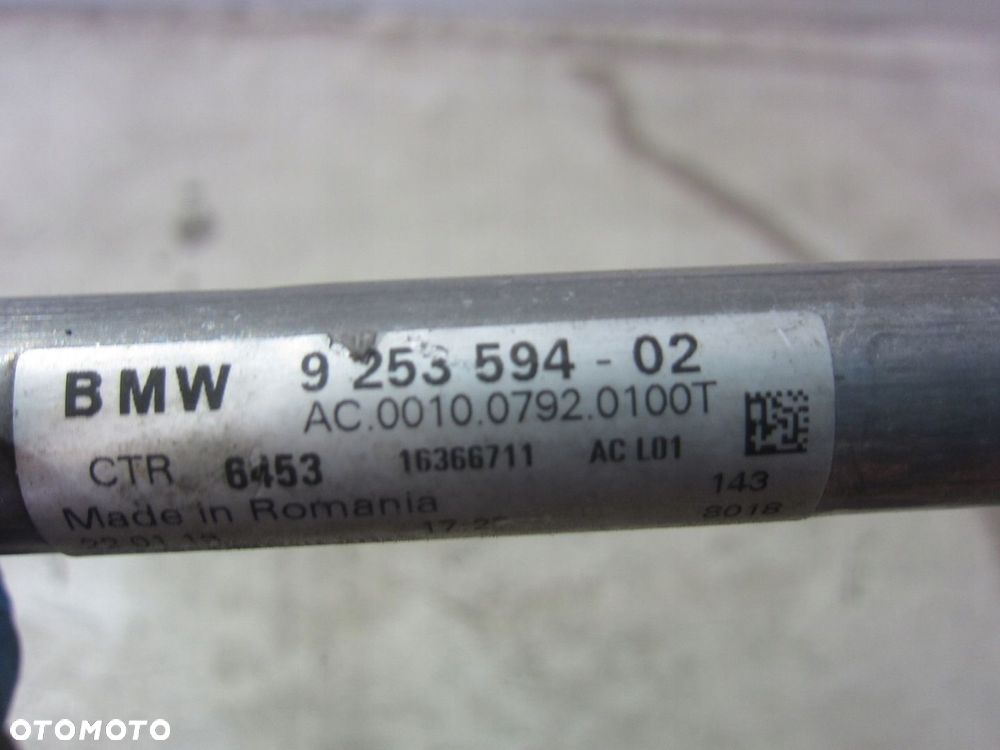 BMW 9 253 594 - 02
AC.0010.0792.0100T
CTR 6453 16366711 AC L01
143
Made in Romania
8018
OTOMOTO